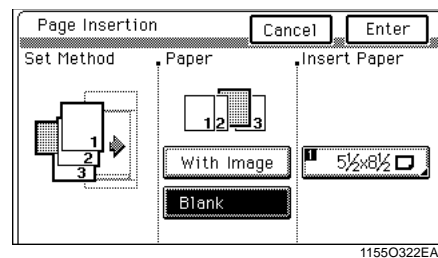 Page Insertion
Cancel
Enter
Set Method
Paper
Insert Paper
1
2
3
1 2 3
With Image
Blank
1
5½x8½
1155O322EA